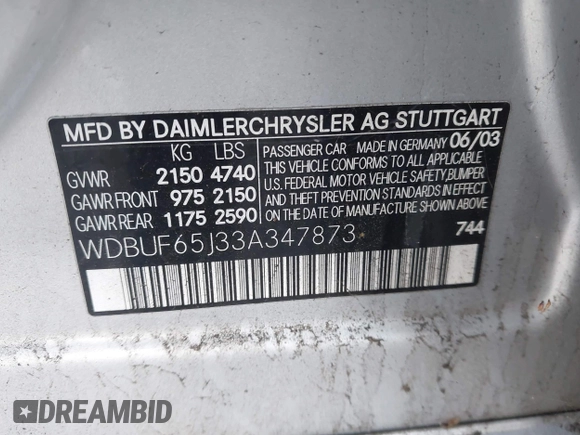 MFD BY DAIMLERCHRYSLER AG STUTTGART
KG LBS
GVWR 2150 4740
GAWR FRONT 975 2150
GAWR REAR 1175 2590
PASSENGER CAR MADE IN GERMANY 06/03
THIS VEHICLE CONFORMS TO ALL APPLICABLE
U.S. FEDERAL MOTOR VEHICLE SAFETY,BUMPER
AND THEFT PREVENTION STANDARDS IN EFFECT
ON THE DATE OF MANUFACTURE SHOWN ABOVE.
WDBUF65J33A347873 744
DREAMBID